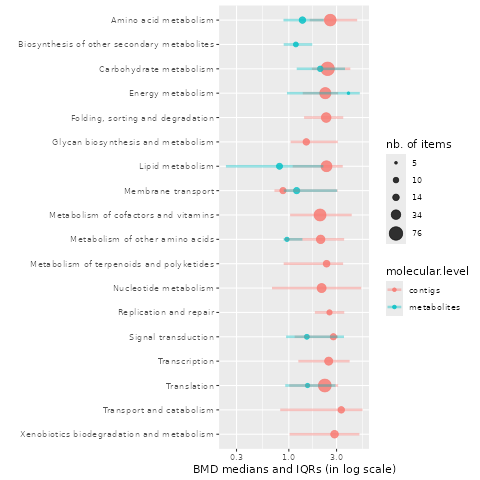 Amino acid metabolism
Biosynthesis of other secondary metabolites
Carbohydrate metabolism
Energy metabolism
Folding, sorting and degradation
Glycan biosynthesis and metabolism
Lipid metabolism
Membrane transport
Metabolism of cofactors and vitamins
Metabolism of other amino acids
Metabolism of terpenoids and polyketides
Nucleotide metabolism
Replication and repair
Signal transduction
Transcription
Translation
Transport and catabolism
Xenobiotics biodegradation and metabolism
0.3 1.0 3.0
BMD medians and IQRs (in log scale)
nb. of items
5
10
14
34
76
molecular.level
contigs
metabolites